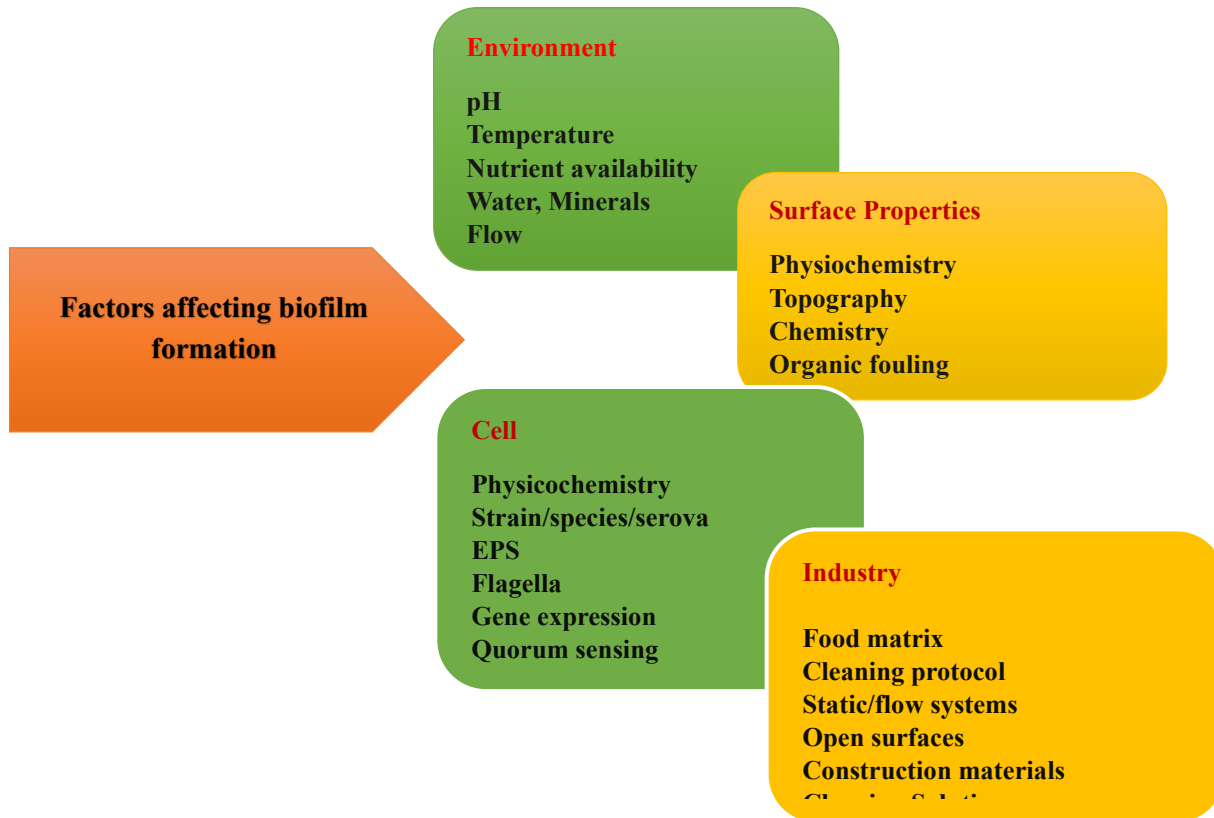 Environment
pH
Temperature
Nutrient availability
Water, Minerals
Flow
Surface Properties
Physiochemistry
Topography
Chemistry
Organic fouling
Factors affecting biofilm
formation
Cell
Physicochemistry
Strain/species/serova
EPS
Flagella
Gene expression
Quorum sensing
Industry
Food matrix
Cleaning protocol
Static/flow systems
Open surfaces
Construction materials